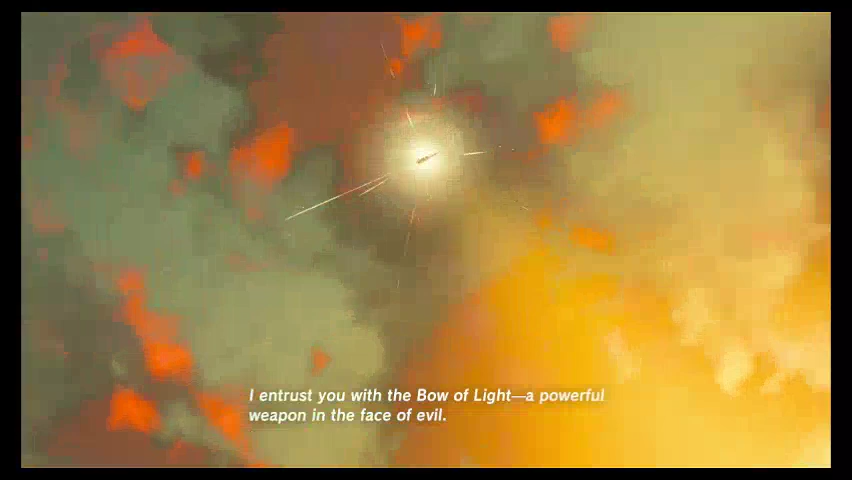 I entrust you with the Bow of Light—a powerful
weapon in the face of evil.